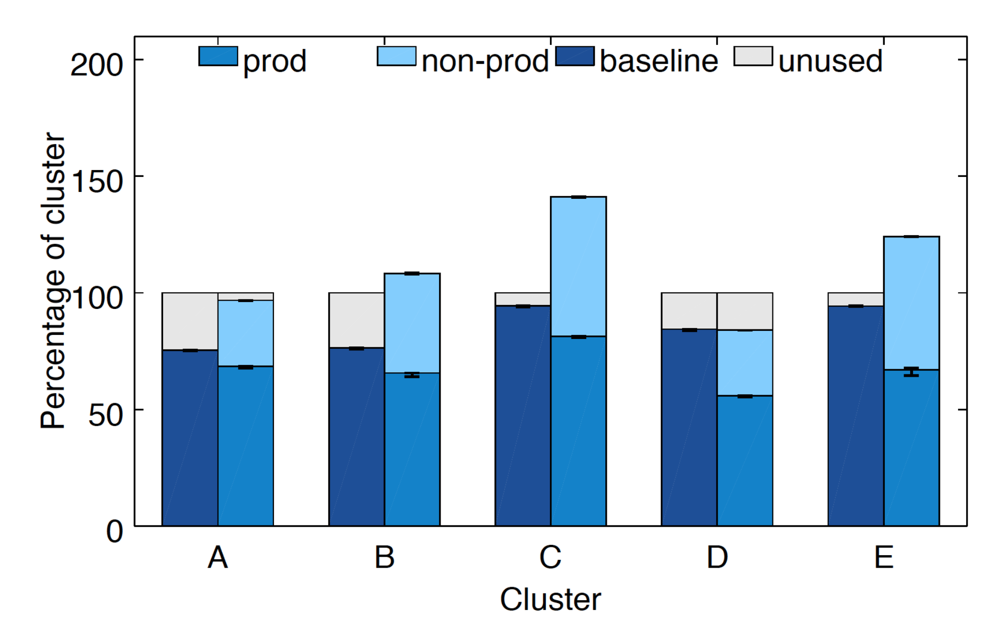 prod non-prod baseline unused
200
150
100
50
0
Percentage of cluster
A B C D E
Cluster